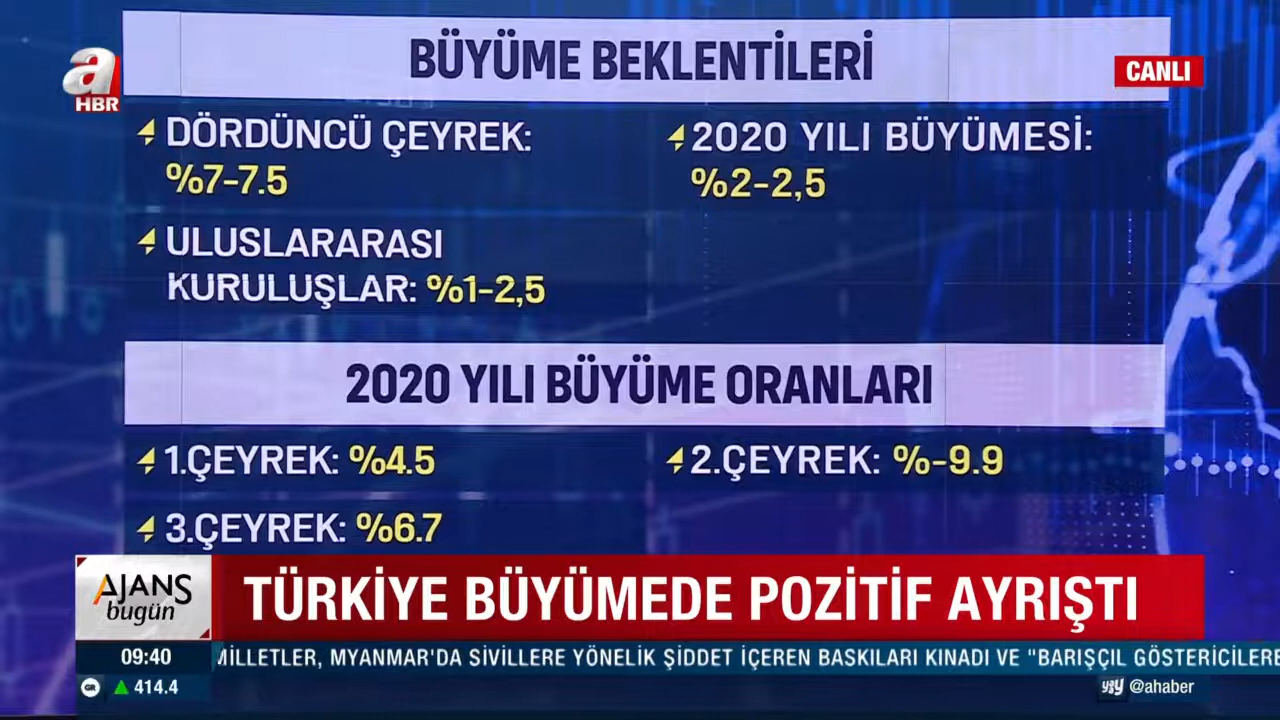 BÜYÜME BEKLENTİLERİ
a
HBR
CANLI
DÖRDÜNCÜ ÇEYREK:
%7-7.5
2020 YILI BÜYÜMESİ:
%2-2,5
ULUSLARARASI
KURULUŞLAR: %1-2,5
2020 YILI BÜYÜME ORANLARI
1.ÇEYREK: %4.5
2.ÇEYREK: %-9.9
3.ÇEYREK: %6.7
AJANS
bugün
TÜRKİYE BÜYÜMEDE POZİTİF AYRIŞTI
09:40
MİLLETLER, MYANMAR'DA SİVİLLERE YÖNELİK ŞİDDET İÇEREN BASKILARI KINADI VE "BARIŞÇIL GÖSTERİCİLERE
GR 414.4
@ahaber